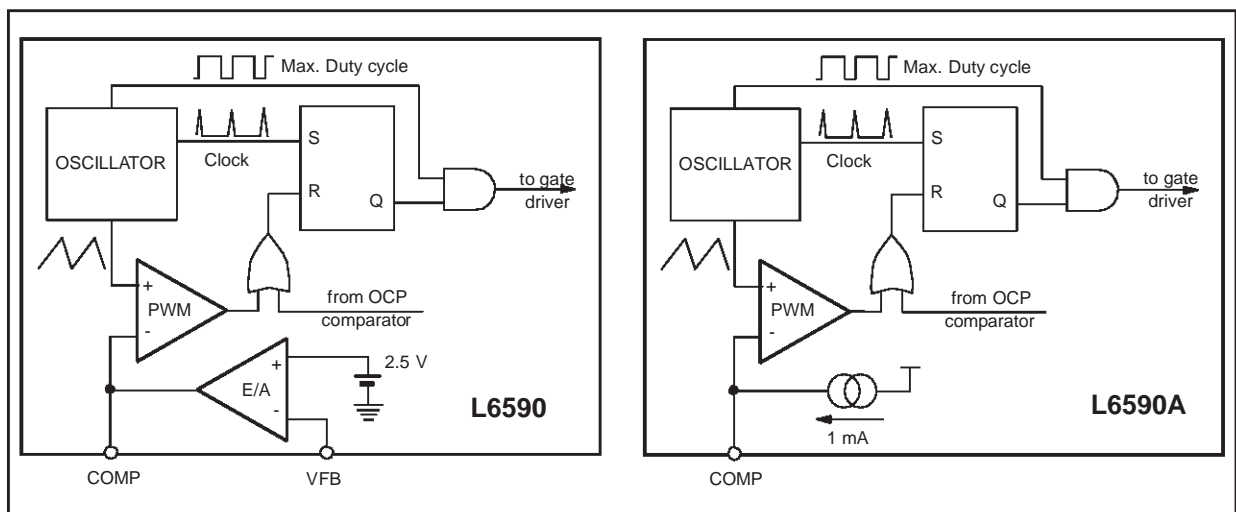 Max. Duty cycle
OSCILLATOR
Clock
S
R
Q
to gate
driver
+
PWM
-
from OCP
comparator
+
E/A
-
2.5 V
L6590
COMP
VFB
Max. Duty cycle
OSCILLATOR
Clock
S
R
Q
to gate
driver
+
PWM
-
from OCP
comparator
1 mA
L6590A
COMP